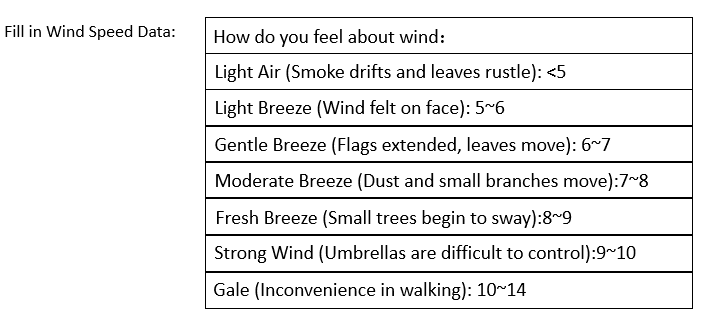 Fill in Wind Speed Data:
How do you feel about wind：
Light Air (Smoke drifts and leaves rustle): <5
Light Breeze (Wind felt on face): 5~6
Gentle Breeze (Flags extended, leaves move): 6~7
Moderate Breeze (Dust and small branches move):7~8
Fresh Breeze (Small trees begin to sway):8~9
Strong Wind (Umbrellas are difficult to control):9~10
Gale (Inconvenience in walking): 10~14